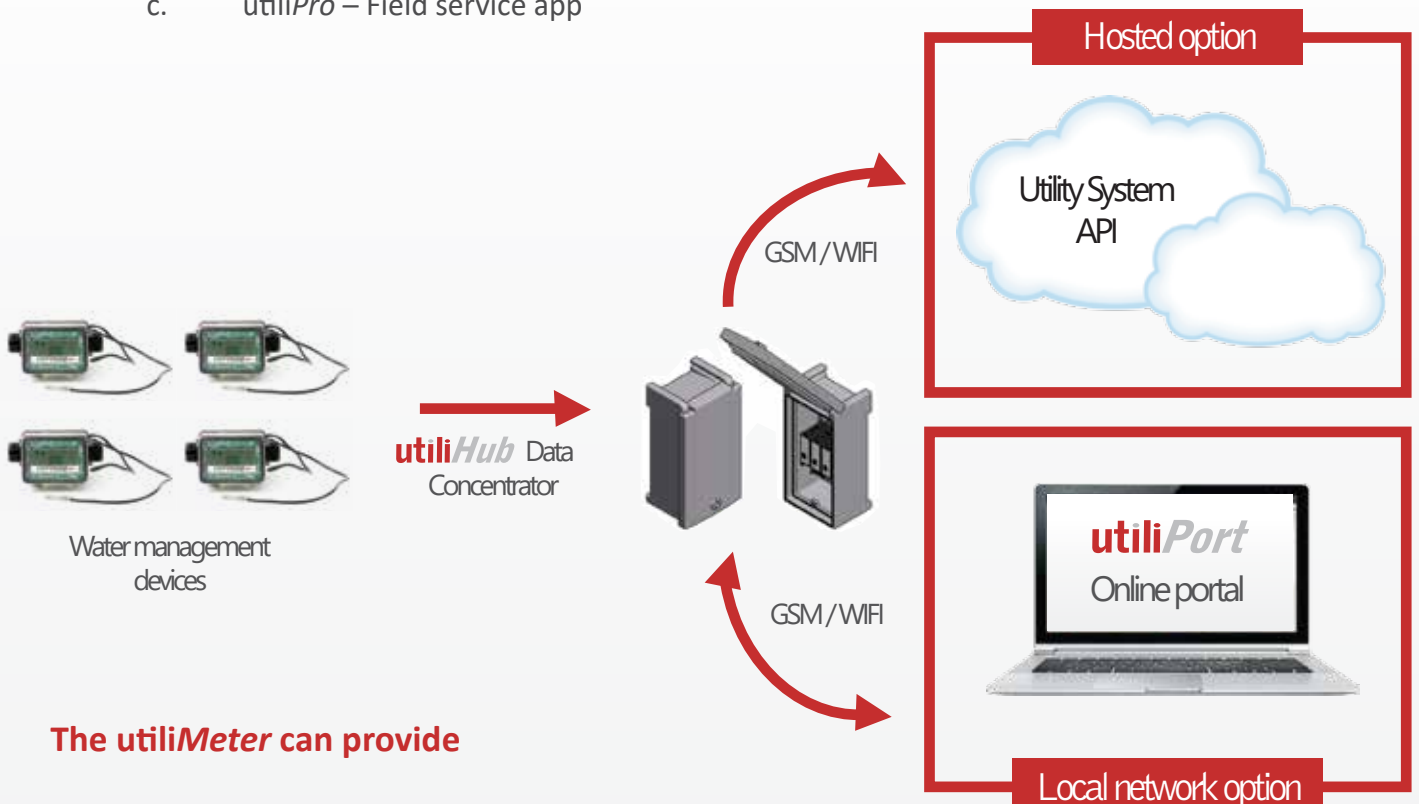 c. utiliPro – Field service app
Hosted option
Utility System
API
GSM / WIFI
utiliHub Data
Concentrator
Water management
devices
utiliPort
Online portal
GSM / WIFI
The utiliMeter can provide
Local network option